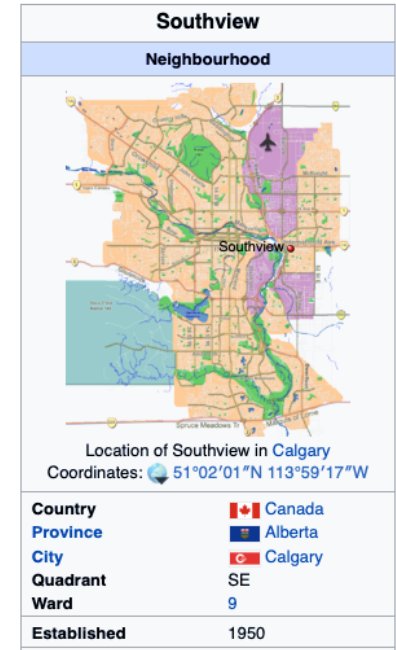 Southview
Neighbourhood
Southview
Spruce Meadows Tr
Location of Southview in Calgary
Coordinates: 51°02′01″N 113°59′17″W
Country Canada
Province Alberta
City Calgary
Quadrant SE
Ward 9
Established 1950